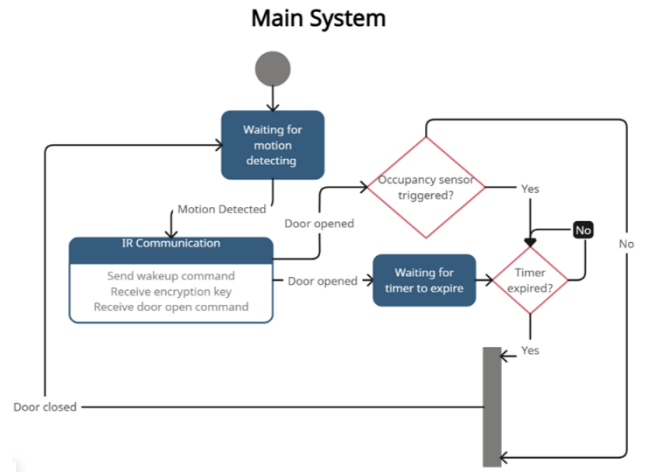 Main System
Waiting for
motion
detecting
Motion Detected
IR Communication
Send wakeup command
Receive encryption key
Receive door open command
Door opened
Occupancy sensor
triggered?
Yes
No
No
Door opened
Waiting for
timer to expire
Timer
expired?
Yes
Door closed